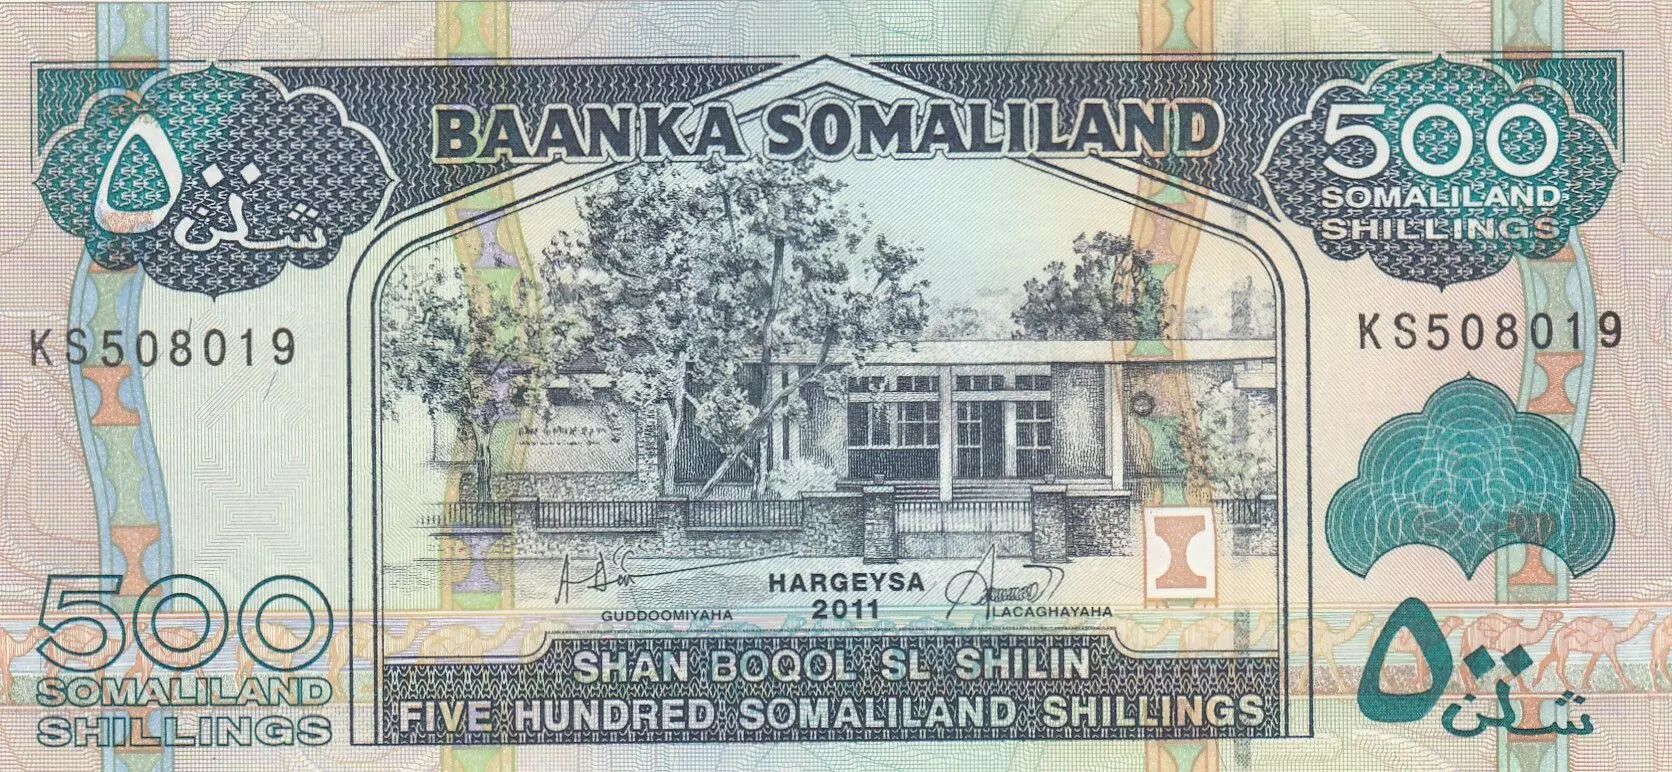 BAANKA SOMALILAND
٥٠٠
شلن
500
SOMALILAND
SHILLINGS
KS508019
KS508019
HARGEYSA
2011
GUDDOOMIYAHA
LACAGHAYAHA
500
SOMALILAND
SHILLINGS
SHAN BOQOL SL SHILIN
FIVE HUNDRED SOMALILAND SHILLINGS
٥٠٠
شلن